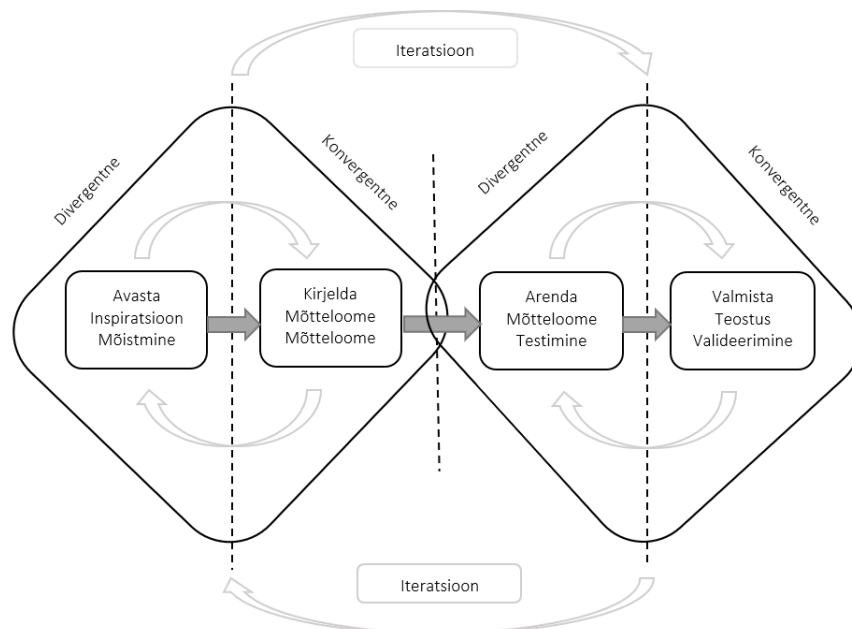 Iteratsioon
Divergentne
Konvergentne
Divergentne
Konvergentne
Avasta
Inspiratsioon
Mõistmine
Kirjelda
Mõtteloome
Mõtteloome
Arenda
Mõtteloome
Testimine
Valmista
Teostus
Valideerimine
Iteratsioon